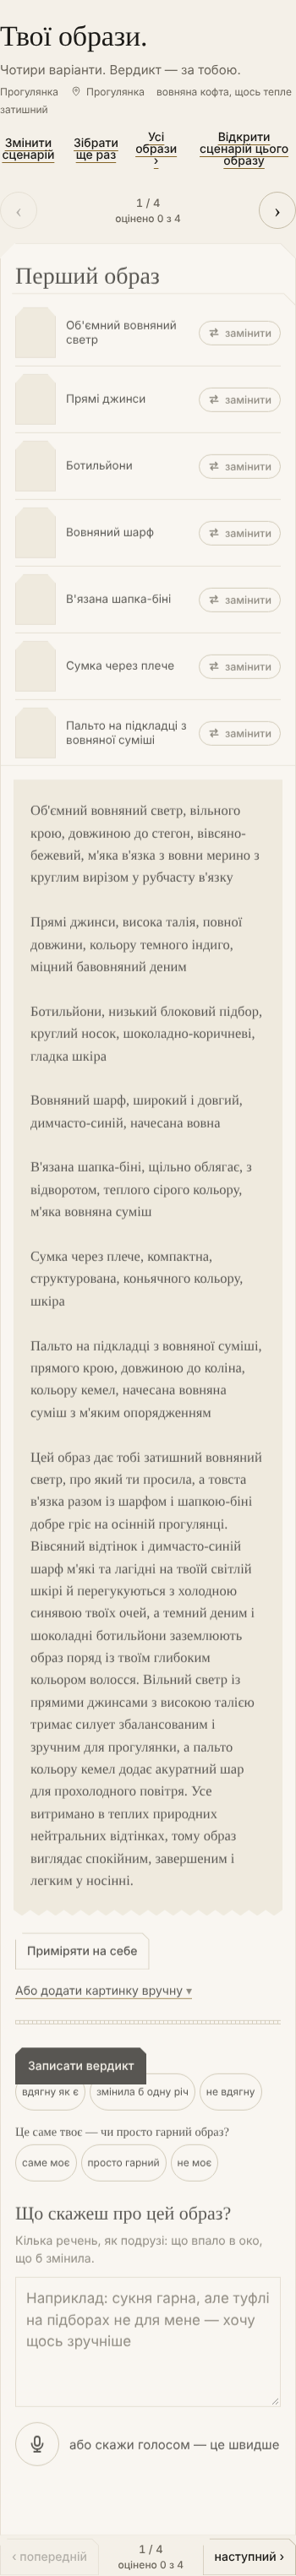 Твої образи.
Чотири варіанти. Вердикт — за тобою.
Прогулянка Прогулянка вовняна кофта, щось тепле
затишний
Змінити
сценарій
Зібрати
ще раз
Усі
образи
›
Відкрити
сценарій цього
образу
‹
1 / 4
оцінено 0 з 4
›
Перший образ
Об'ємний вовняний
светр
⇄ замінити
Прямі джинси
⇄ замінити
Ботильйони
⇄ замінити
Вовняний шарф
⇄ замінити
В'язана шапка-біні
⇄ замінити
Сумка через плече
⇄ замінити
Пальто на підкладці з
вовняної суміші
⇄ замінити
Об'ємний вовняний светр, вільного
крою, довжиною до стегон, вівсяно-
бежевий, м'яка в'язка з вовни мерино з
круглим вирізом у рубчасту в'язку
Прямі джинси, висока талія, повної
довжини, кольору темного індиго,
міцний бавовняний деним
Ботильйони, низький блоковий підбор,
круглий носок, шоколадно-коричневі,
гладка шкіра
Вовняний шарф, широкий і довгий,
димчасто-синій, начесана вовна
В'язана шапка-біні, щільно облягає, з
відворотом, теплого сірого кольору,
м'яка вовняна суміш
Сумка через плече, компактна,
структурована, коньячного кольору,
шкіра
Пальто на підкладці з вовняної суміші,
прямого крою, довжиною до коліна,
кольору кемел, начесана вовняна
суміш з м'яким опорядженням
Цей образ дає тобі затишний вовняний
светр, про який ти просила, а товста
в'язка разом із шарфом і шапкою-біні
добре гріє на осінній прогулянці.
Вівсяний відтінок і димчасто-синій
шарф м'які та лагідні на твоїй світлій
шкірі й перегукуються з холодною
синявою твоїх очей, а темний деним і
шоколадні ботильйони заземлюють
образ поряд із твоїм глибоким
кольором волосся. Вільний светр із
прямими джинсами з високою талією
тримає силует збалансованим і
зручним для прогулянки, а пальто
кольору кемел додає акуратний шар
для прохолодного повітря. Усе
витримано в теплих природних
нейтральних відтінках, тому образ
виглядає спокійним, завершеним і
легким у носінні.
Приміряти на себе
Або додати картинку вручну ▾
Записати вердикт
вдягну як є
змінила б одну річ
не вдягну
Це саме твоє — чи просто гарний образ?
саме моє
просто гарний
не моє
Що скажеш про цей образ?
Кілька речень, як подрузі: що впало в око,
що б змінила.
Наприклад: сукня гарна, але туфлі
на підборах не для мене — хочу
щось зручніше
або скажи голосом — це швидше
‹ попередній
1 / 4
оцінено 0 з 4
наступний ›